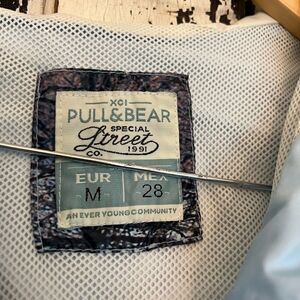 XCI
PULL&BEAR
SPECIAL
Street
CO. 1991
EUR MEX
M 28
AN EVER YOUNG COMMUNITY